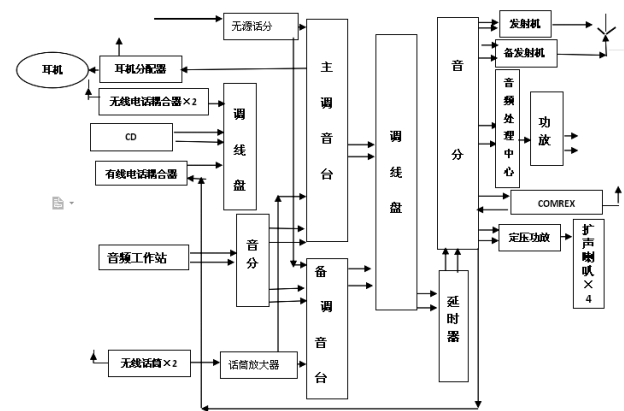 无源话分
发射机
耳机
耳机分配器
备发射机
主调音台
音分
无线电话耦合器×2
调线盘
调线盘
音频处理中心
功放
CD
有线电话耦合器
COMREX
音分
定压功放
扩声喇叭×4
音频工作站
备调音台
延时器
无线话筒×2
话筒放大器